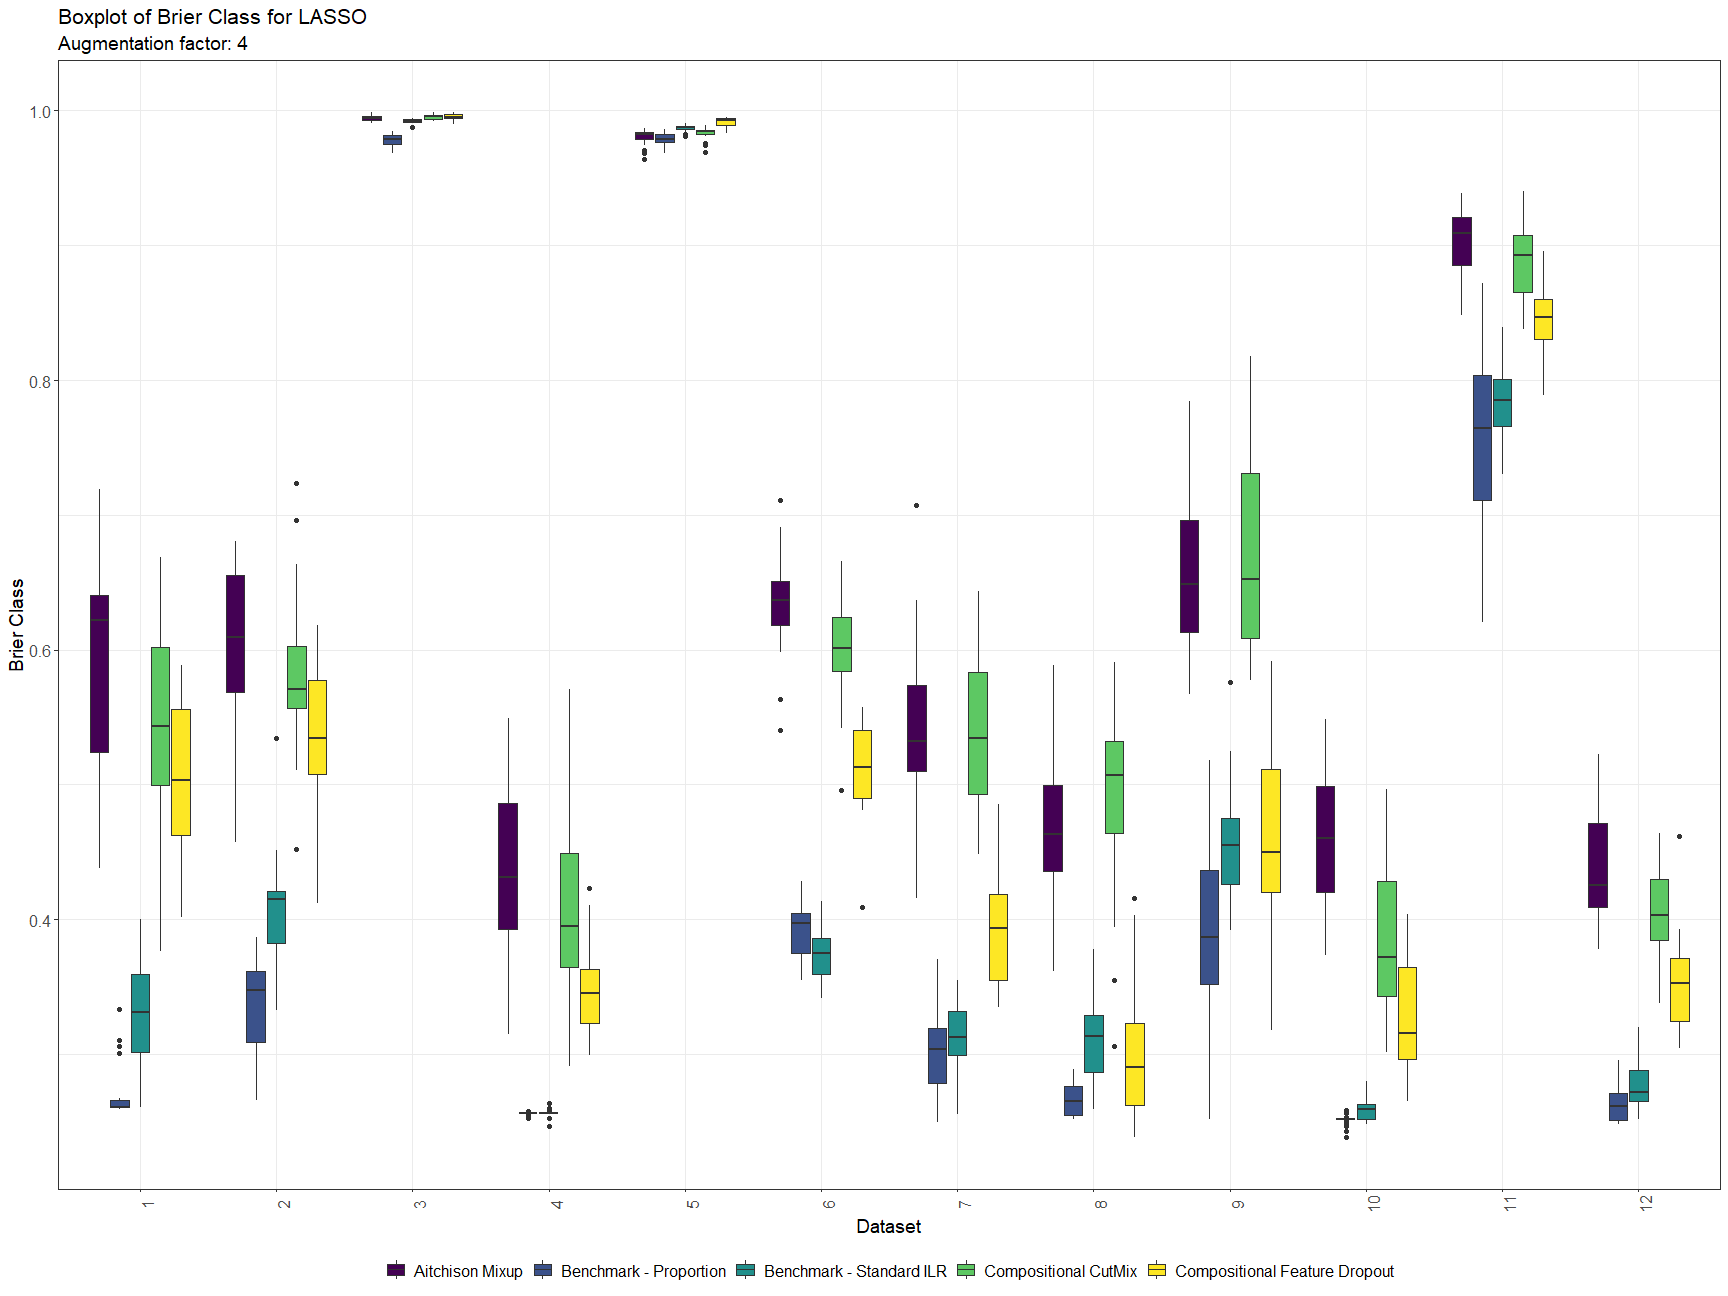 Boxplot of Brier Class for LASSO
Augmentation factor: 4
1.0
0.8
0.6
0.4
Brier Class
1 2 3 4 5 6 7 8 9 10 11 12
Dataset
Aitchison Mixup Benchmark - Proportion Benchmark - Standard ILR Compositional CutMix Compositional Feature Dropout